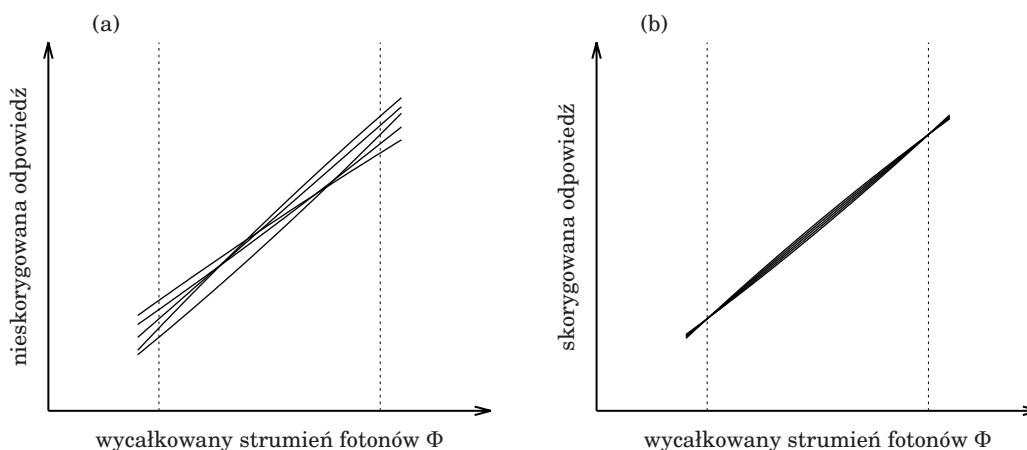 (a)
nieskorygowana odpowiedź
wycałkowany strumień fotonów Φ
(b)
skorygowana odpowiedź
wycałkowany strumień fotonów Φ